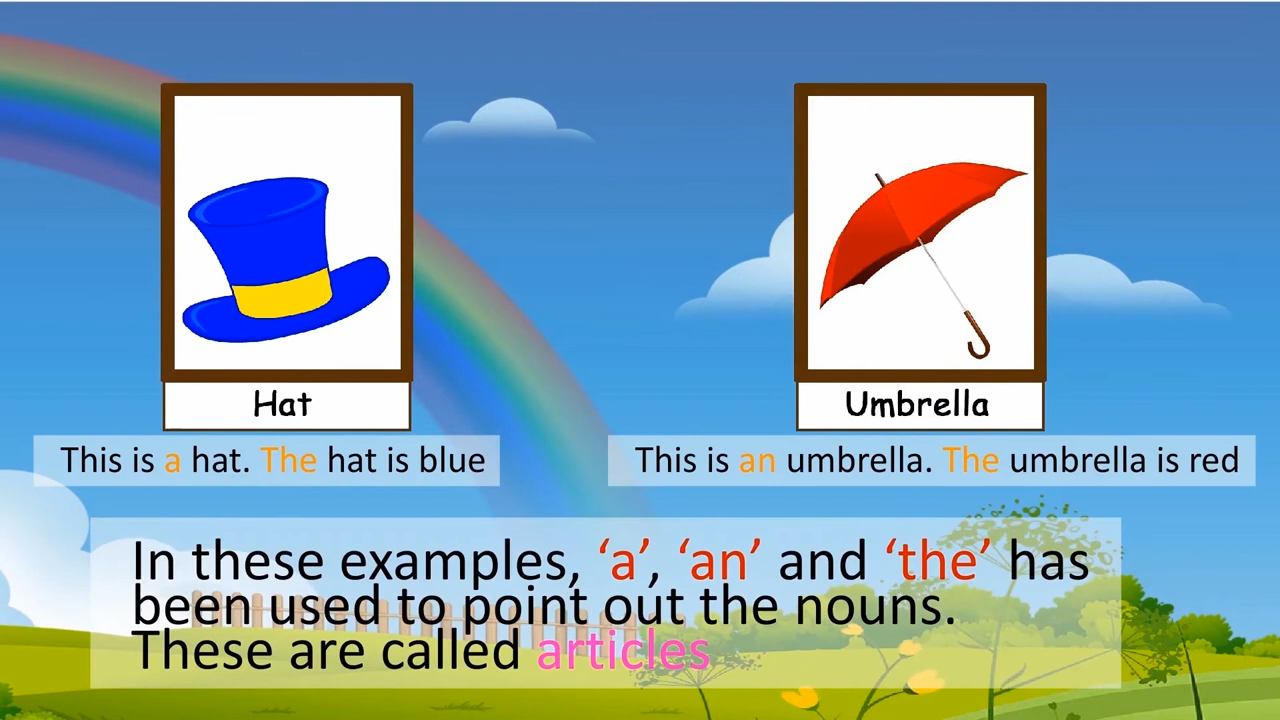 Hat
Umbrella
This is a hat. The hat is blue
This is an umbrella. The umbrella is red
In these examples, ‘a’, ‘an’ and ‘the’ has
been used to point out the nouns.
These are called articles